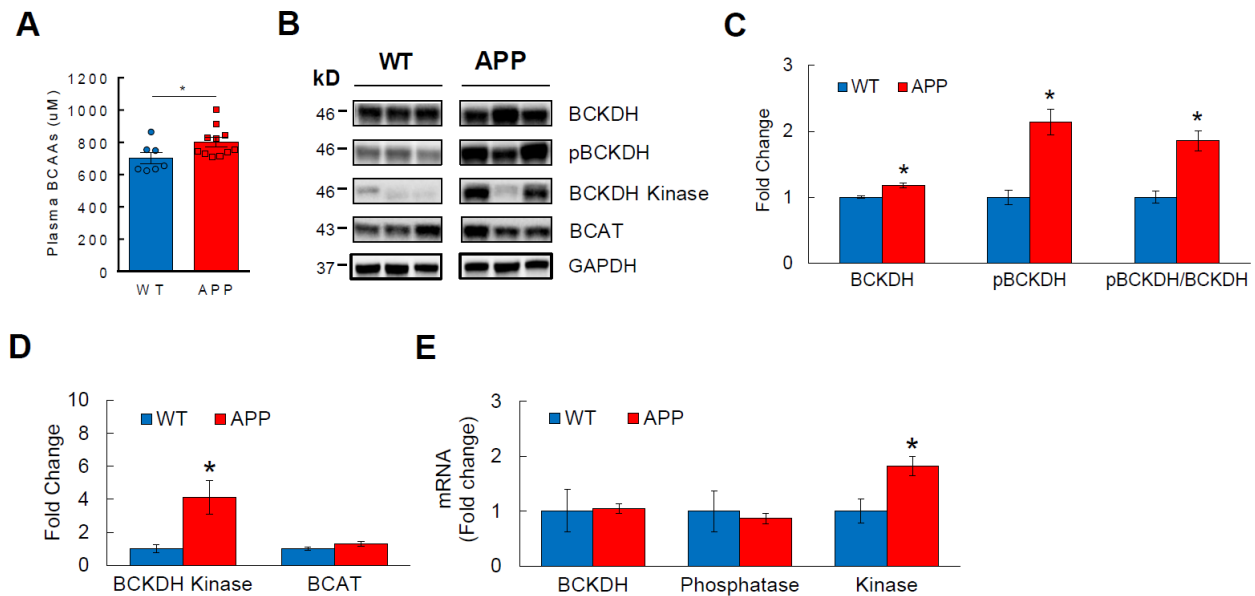 A
Plasma BCAAs (uM)
1200
1000
800
600
400
200
0
*
WT
APP
B
WT
APP
kD
46
BCKDH
46
pBCKDH
46
BCKDH Kinase
43
BCAT
37
GAPDH
C
Fold Change
3
2
1
0
WT
APP
*
*
*
BCKDH
pBCKDH
pBCKDH/BCKDH
D
Fold Change
10
8
6
4
2
0
WT
APP
*
BCKDH Kinase
BCAT
E
mRNA
(Fold change)
3
2
1
0
WT
APP
*
BCKDH
Phosphatase
Kinase